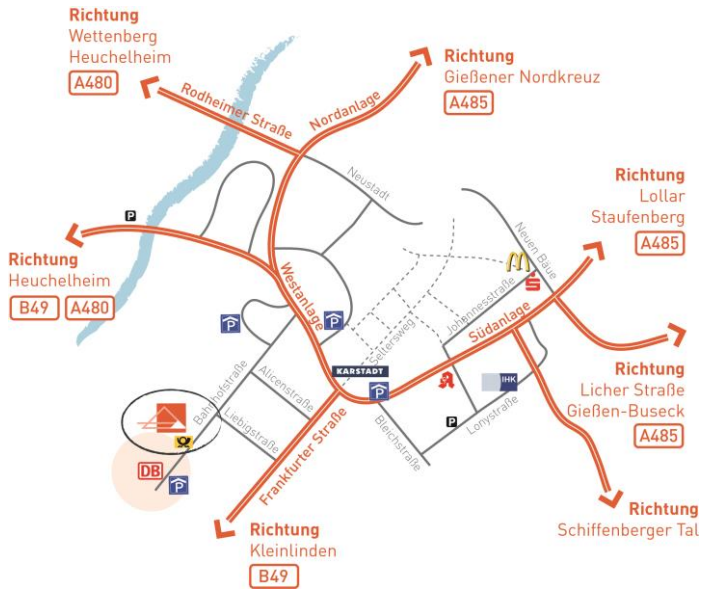 Richtung
Wettenberg
Heuchelheim
A480
Richtung
Gießener Nordkreuz
A485
Rodheimer Straße
Nordanlage
Neustadt
Richtung
Lollar
Staufenberg
A485
P
Richtung
Heuchelheim
B49 A480
Neuen Bäue
Westanlage
P
P
Seltersweg
Johannesstraße
Südanlage
S
KARSTADT
P
IHK
Richtung
Licher Straße
Gießen-Buseck
A485
Bahnhofstraße
Alicenstraße
Liebigstraße
Frankfurter Straße
Bleichstraße
P
Lonystraße
DB
P
Richtung
Kleinlinden
B49
Richtung
Schiffenberger Tal